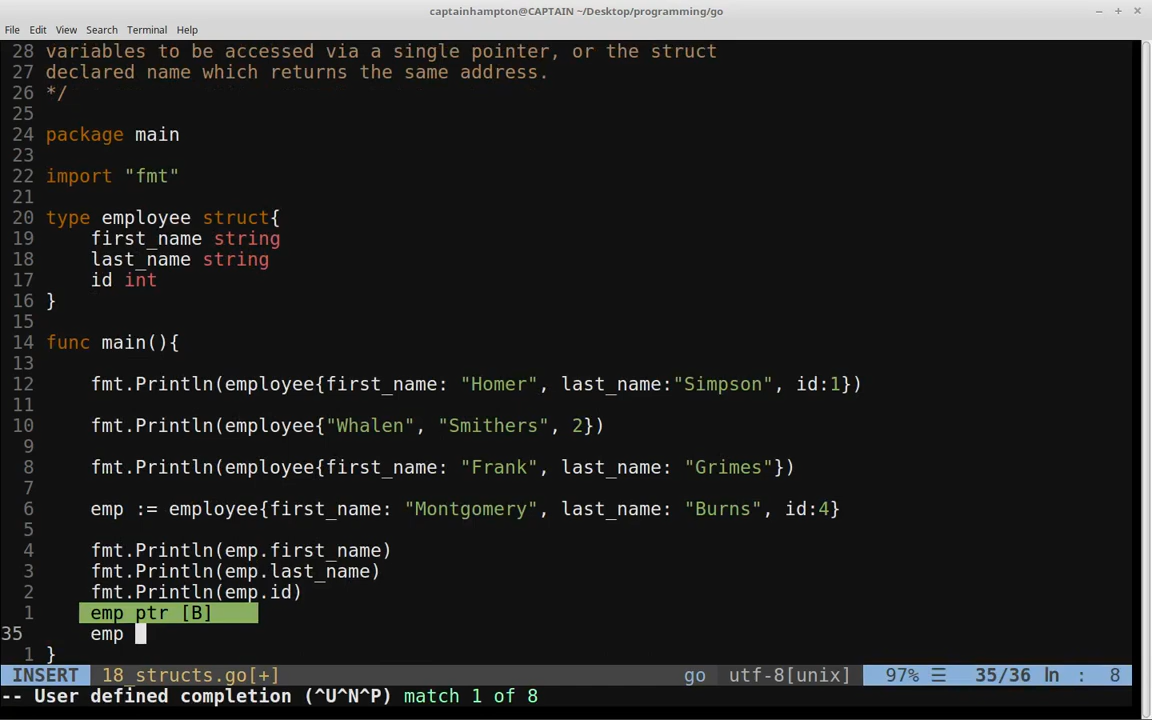 captainhampton@CAPTAIN ~/Desktop/programming/go
File Edit View Search Terminal Help
28 variables to be accessed via a single pointer, or the struct
27 declared name which returns the same address.
26 */
25
24 package main
23
22 import "fmt"
21
20 type employee struct{
19 first_name string
18 last_name string
17 id int
16 }
15
14 func main(){
13
12 fmt.Println(employee{first_name: "Homer", last_name:"Simpson", id:1})
11
10 fmt.Println(employee{"Whalen", "Smithers", 2})
9
8 fmt.Println(employee{first_name: "Frank", last_name: "Grimes"})
7
6 emp := employee{first_name: "Montgomery", last_name: "Burns", id:4}
5
4 fmt.Println(emp.first_name)
3 fmt.Println(emp.last_name)
2 fmt.Println(emp.id)
1 emp_ptr [B]
35 emp_
1 }
INSERT 18_structs.go[+] go utf-8[unix] 97% ☰ 35/36 ln : 8
-- User defined completion (^U^N^P) match 1 of 8